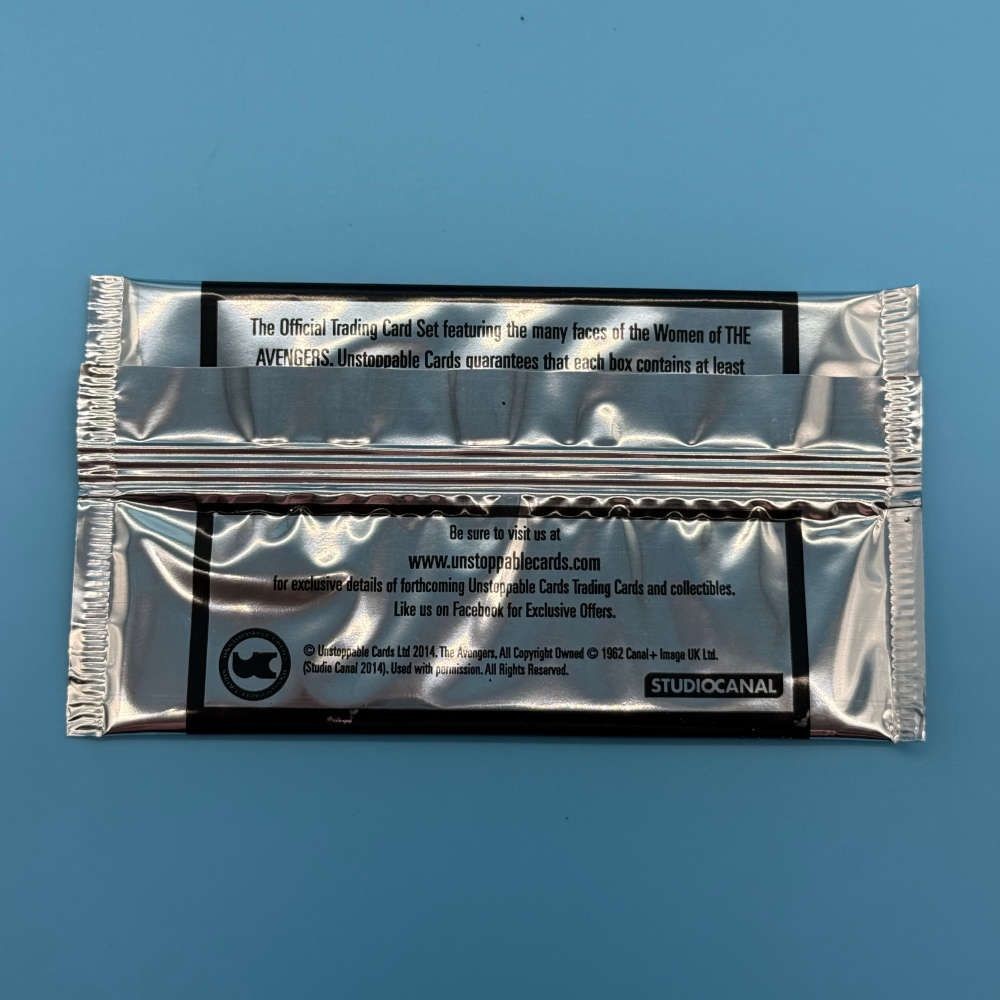 The Official Trading Card Set featuring the many faces of the Women of THE
AVENGERS. Unstoppable Cards guarantees that each box contains at least
Be sure to visit us at
www.unstoppablecards.com
for exclusive details of forthcoming Unstoppable Cards Trading Cards and collectibles.
Like us on Facebook for Exclusive Offers.
© Unstoppable Cards Ltd 2014, The Avengers, All Copyright Owned © 1962 Canal+ Image UK Ltd.
(Studio Canal 2014). Used with permission. All Rights Reserved.
STUDIOCANAL